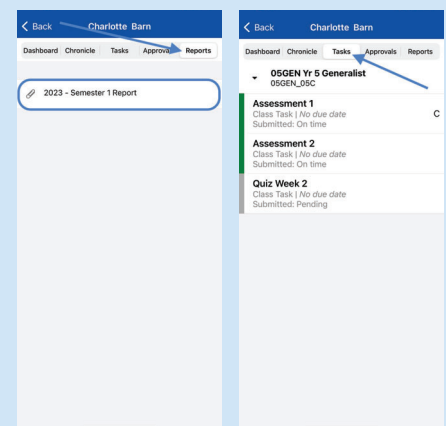 Back Charlotte Barn
Dashboard Chronicle Tasks Approvals Reports
2023 - Semester 1 Report
Back Charlotte Barn
Dashboard Chronicle Tasks Approvals Reports
05GEN Yr 5 Generalist
05GEN_05C
Assessment 1
Class Task | No due date C
Submitted: On time
Assessment 2
Class Task | No due date
Submitted: On time
Quiz Week 2
Class Task | No due date
Submitted: Pending